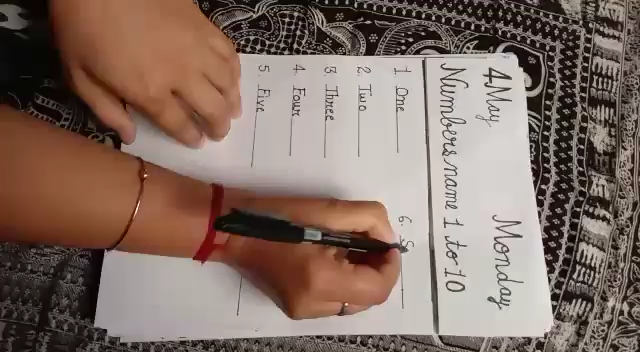 4 May Monday
Numbers name 1 to 10
1. One
2. Two
3. Three
4. Four
5. Five
6. S